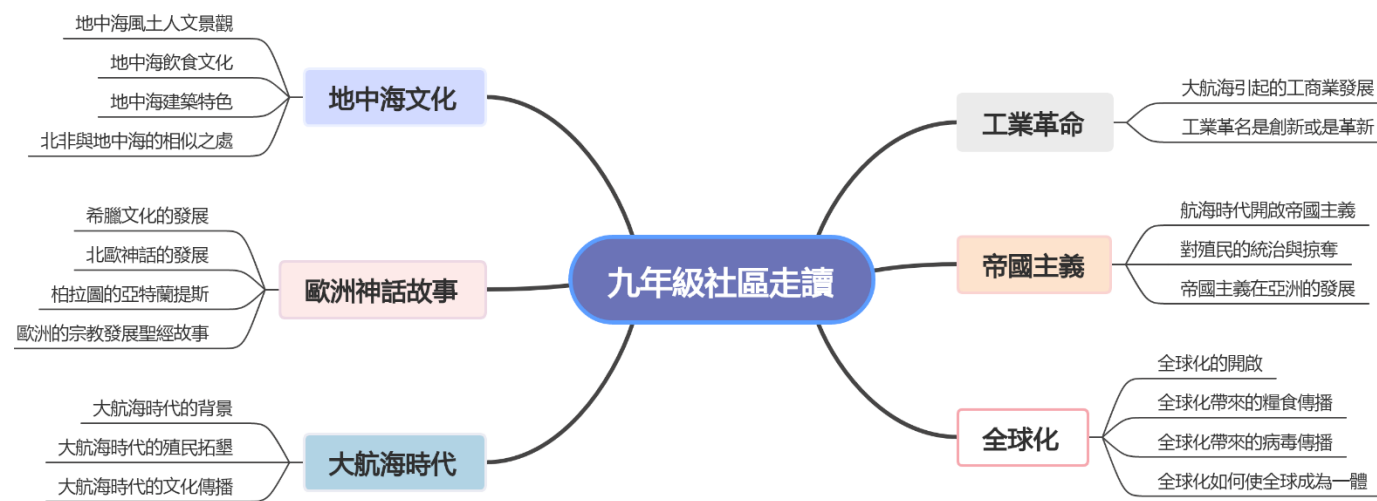 九年級社區走讀
地中海文化
地中海風土人文景觀
地中海飲食文化
地中海建築特色
北非與地中海的相似之處
歐洲神話故事
希臘文化的發展
北歐神話的發展
柏拉圖的亞特蘭提斯
歐洲的宗教發展聖經故事
大航海時代
大航海時代的背景
大航海時代的殖民拓墾
大航海時代的文化傳播
工業革命
大航海引起的工商業發展
工業革名是創新或是革新
帝國主義
航海時代開啟帝國主義
對殖民的統治與掠奪
帝國主義在亞洲的發展
全球化
全球化的開啟
全球化帶來的糧食傳播
全球化帶來的病毒傳播
全球化如何使全球成為一體